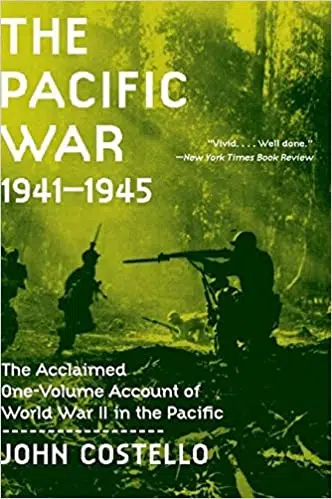 THE
PACIFIC
WAR
1941–1945
"Vivid. . . . Well done."
—New York Times Book Review
The Acclaimed
One-Volume Account of
World War II in the Pacific
JOHN COSTELLO